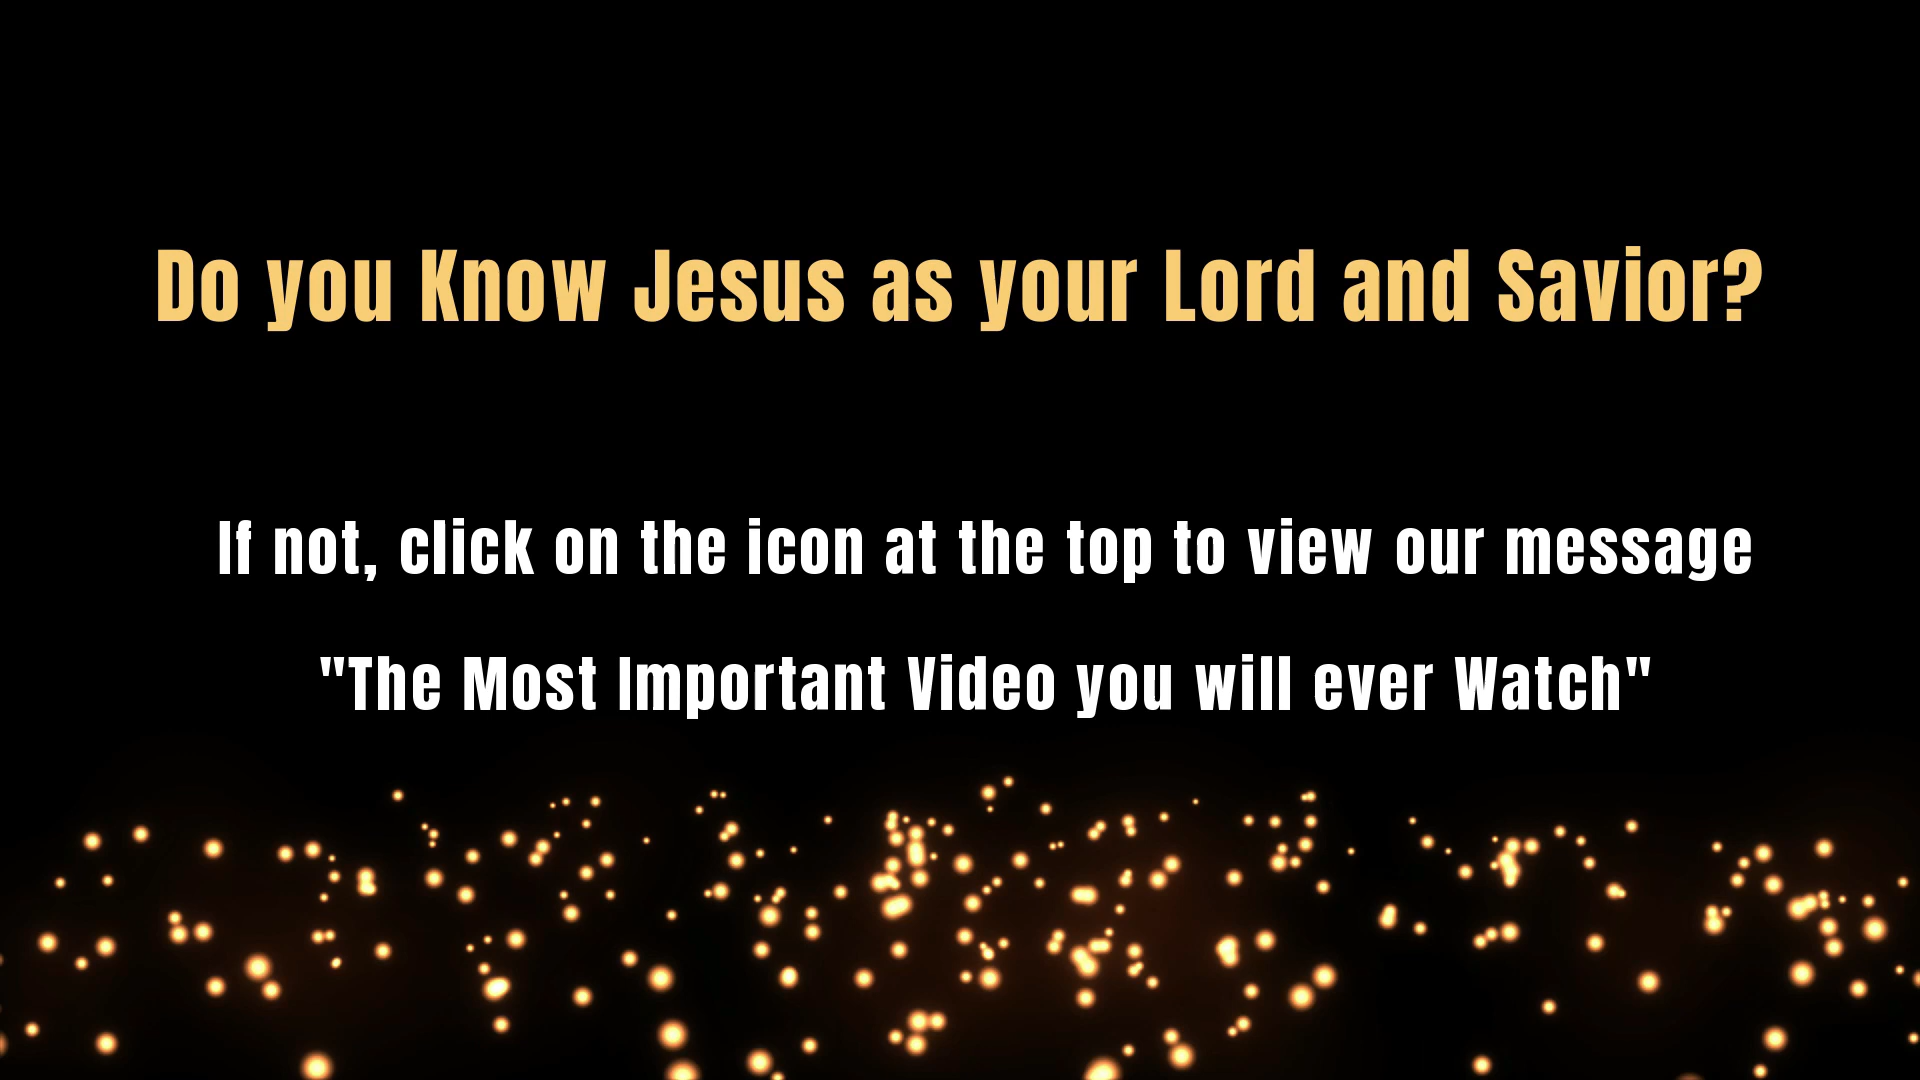 Do you Know Jesus as your Lord and Savior?
If not, click on the icon at the top to view our message
"The Most Important Video you will ever Watch"